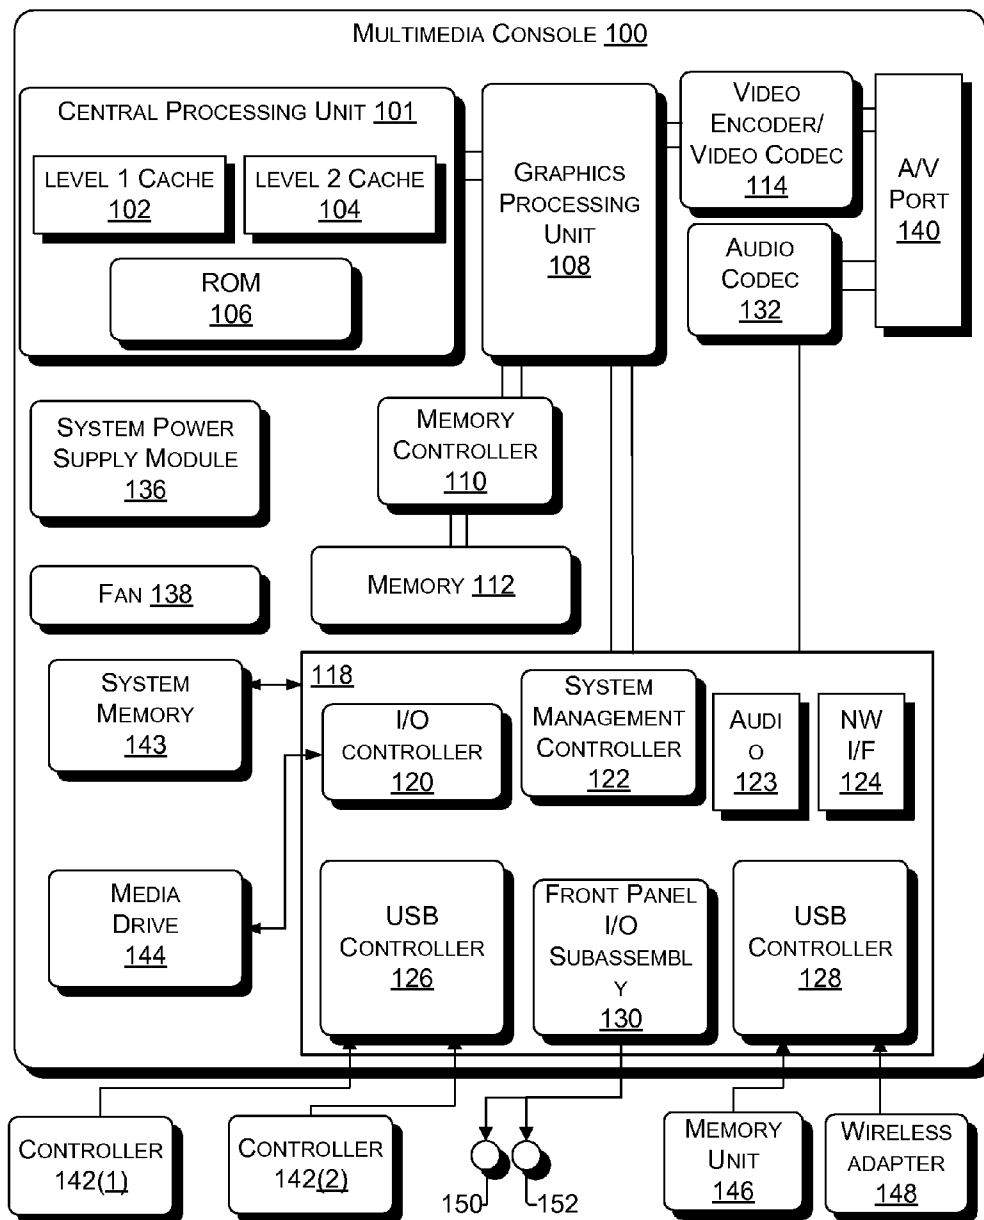 MULTIMEDIA CONSOLE 100
CENTRAL PROCESSING UNIT 101
LEVEL 1 CACHE
102
LEVEL 2 CACHE
104
ROM
106
GRAPHICS
PROCESSING
UNIT
108
VIDEO
ENCODER/
VIDEO CODEC
114
A/V
PORT
140
AUDIO
CODEC
132
SYSTEM POWER
SUPPLY MODULE
136
MEMORY
CONTROLLER
110
FAN 138
MEMORY 112
SYSTEM
MEMORY
143
118
I/O
CONTROLLER
120
SYSTEM
MANAGEMENT
CONTROLLER
122
AUDI
O
123
NW
I/F
124
MEDIA
DRIVE
144
USB
CONTROLLER
126
FRONT PANEL
I/O
SUBASSEMBL
Y
130
USB
CONTROLLER
128
CONTROLLER
142(1)
CONTROLLER
142(2)
150
152
MEMORY
UNIT
146
WIRELESS
ADAPTER
148